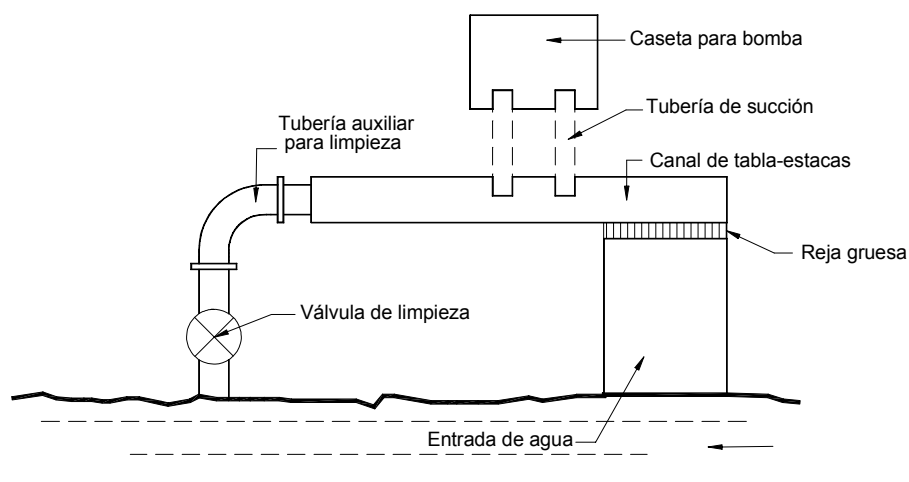 Caseta para bomba
Tubería de succión
Tubería auxiliar
para limpieza
Canal de tabla-estacas
Reja gruesa
Válvula de limpieza
Entrada de agua